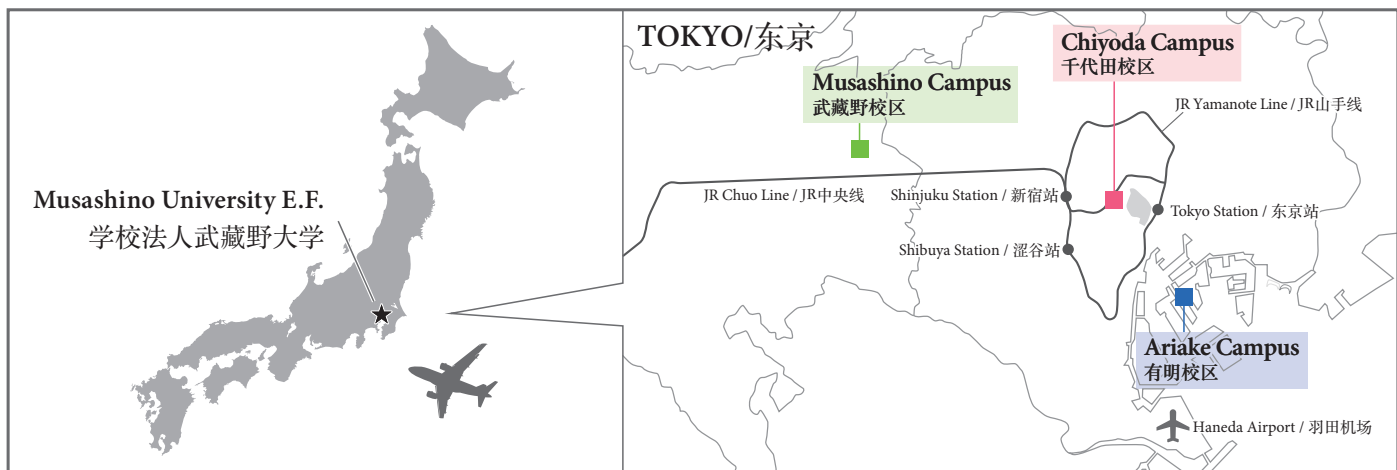 Musashino University E.F.
学校法人武蔵野大学
TOKYO/东京
Musashino Campus
武藏野校区
Chiyoda Campus
千代田校区
JR Yamanote Line / JR山手线
JR Chuo Line / JR中央线
Shinjuku Station / 新宿站
Tokyo Station / 东京站
Shibuya Station / 涩谷站
Ariake Campus
有明校区
Haneda Airport / 羽田机场